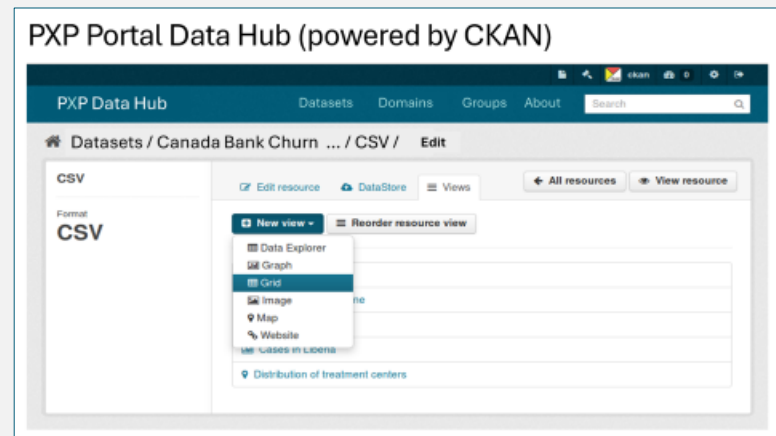 PXP Portal Data Hub (powered by CKAN)
ckan 0
PXP Data Hub Datasets Domains Groups About Search
Datasets / Canada Bank Churn ... / CSV / Edit
CSV
Edit resource DataStore Views All resources View resource
Format
CSV
New view Reorder resource view
Data Explorer
Graph
Grid
Image
Map
Website
Cases in Liberia
Distribution of treatment centers